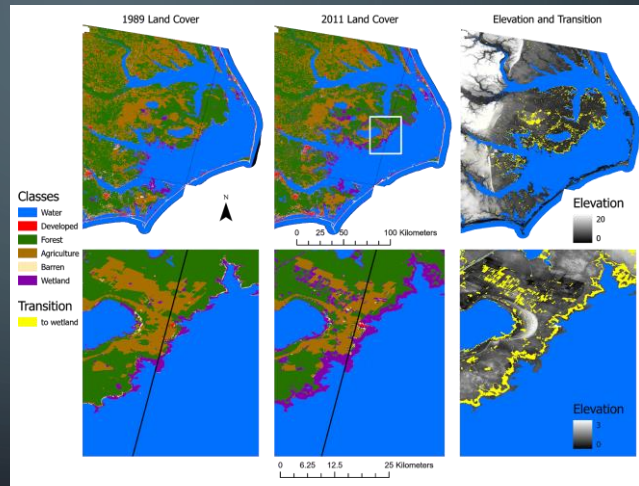 1989 Land Cover
2011 Land Cover
Elevation and Transition
Classes
Water
Developed
Forest
Agriculture
Barren
Wetland
Transition
to wetland
N
0 25 50 100 Kilometers
Elevation
20
0
0 6.25 12.5 25 Kilometers
Elevation
3
0